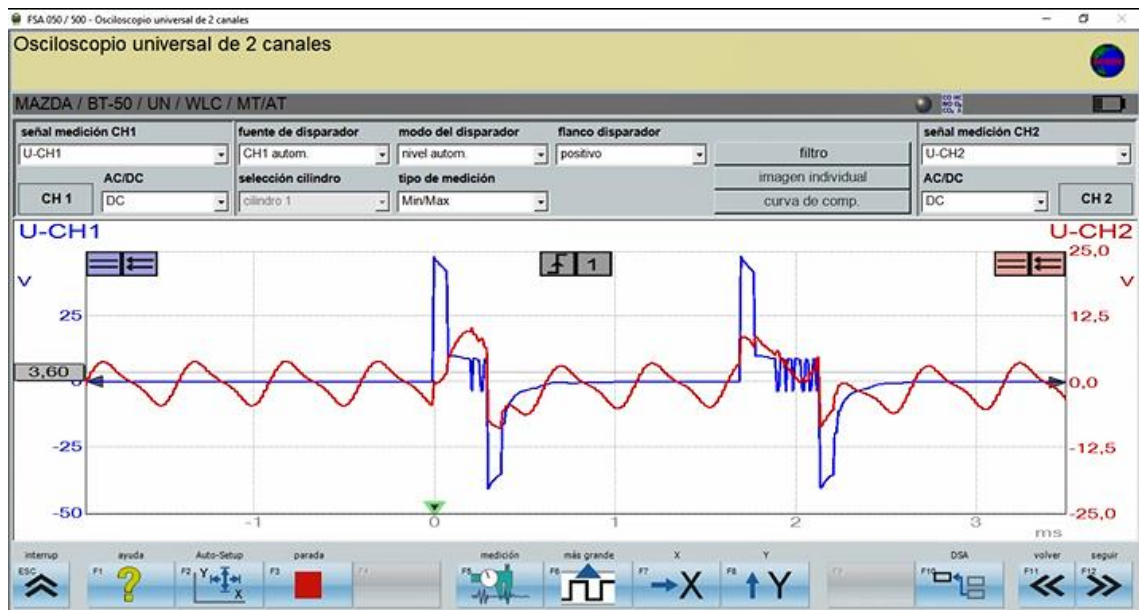 FSA 050 / 500 - Osciloscopio universal de 2 canales
Osciloscopio universal de 2 canales
MAZDA / BT-50 / UN / WLC / MT/AT
señal medición CH1 fuente de disparador modo del disparador flanco disparador señal medición CH2
U-CH1 CH1 autom. nivel autom. positivo filtro U-CH2
AC/DC selección cilindro tipo de medición imagen individual AC/DC
CH 1 DC cilindro 1 Min/Max curva de comp. DC CH 2
U-CH1 U-CH2
25,0
1
V V
25 12,5
3,60
0 0,0
-25 -12,5
-50 -25,0
-1 0 1 2 3
ms
interrup ayuda Auto-Setup parada medición más grande X Y DSA volver seguir
ESC F1 F2 F3 F5 F6 F7 F8 F10 F11 F12
? Y X X Y